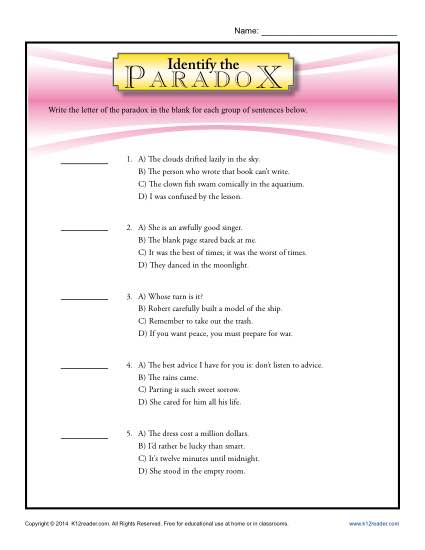 Name:
Identify the
PARADOX
Write the letter of the paradox in the blank for each group of sentences below.
1. A) The clouds drifted lazily in the sky.
B) The person who wrote that book can't write.
C) The clown fish swam comically in the aquarium.
D) I was confused by the lesson.
2. A) She is an awfully good singer.
B) The blank page stared back at me.
C) It was the best of times; it was the worst of times.
D) They danced in the moonlight.
3. A) Whose turn is it?
B) Robert carefully built a model of the ship.
C) Remember to take out the trash.
D) If you want peace, you must prepare for war.
4. A) The best advice I have for you is: don't listen to advice.
B) The rains came.
C) Parting is such sweet sorrow.
D) She cared for him all his life.
5. A) The dress cost a million dollars.
B) I'd rather be lucky than smart.
C) It's twelve minutes until midnight.
D) She stood in the empty room.
Copyright © 2014 K12reader.com. All Rights Reserved. Free for educational use at home or in classrooms. www.k12reader.com